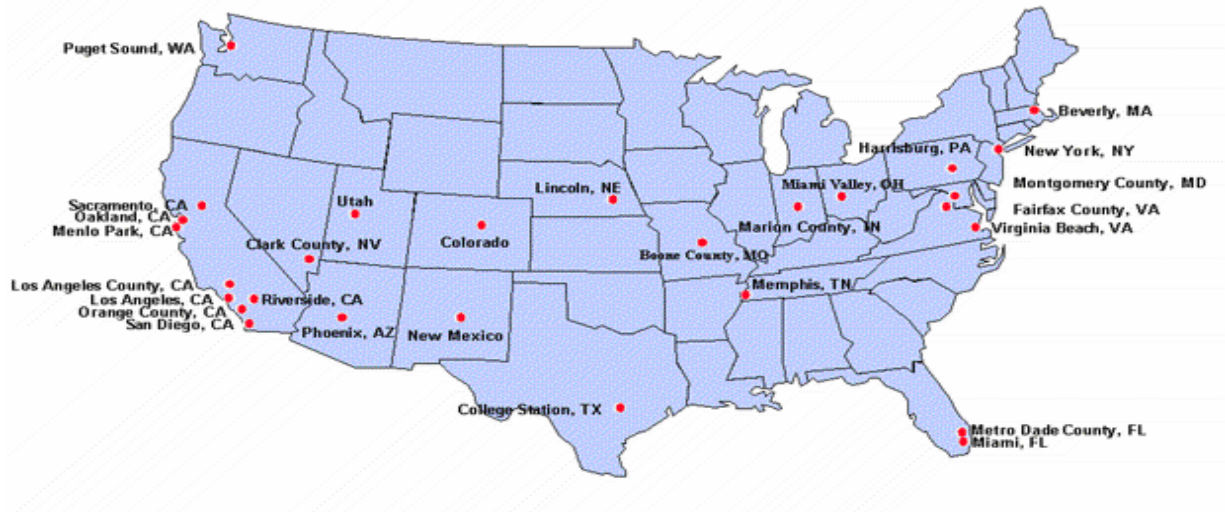 Puget Sound, WA
Beverly, MA
Harrisburg, PA
New York, NY
Lincoln, NE
Miami Valley, OH
Montgomery County, MD
Utah
Sacramento, CA
Fairfax County, VA
Oakland, CA
Marion County, IN
Virginia Beach, VA
Menlo Park, CA
Colorado
Clark County, NV
Boone County, MO
Los Angeles County, CA
Memphis, TN
Los Angeles, CA
Riverside, CA
Orange County, CA
San Diego, CA
Phoenix, AZ
New Mexico
College Station, TX
Metro Dade County, FL
Miami, FL